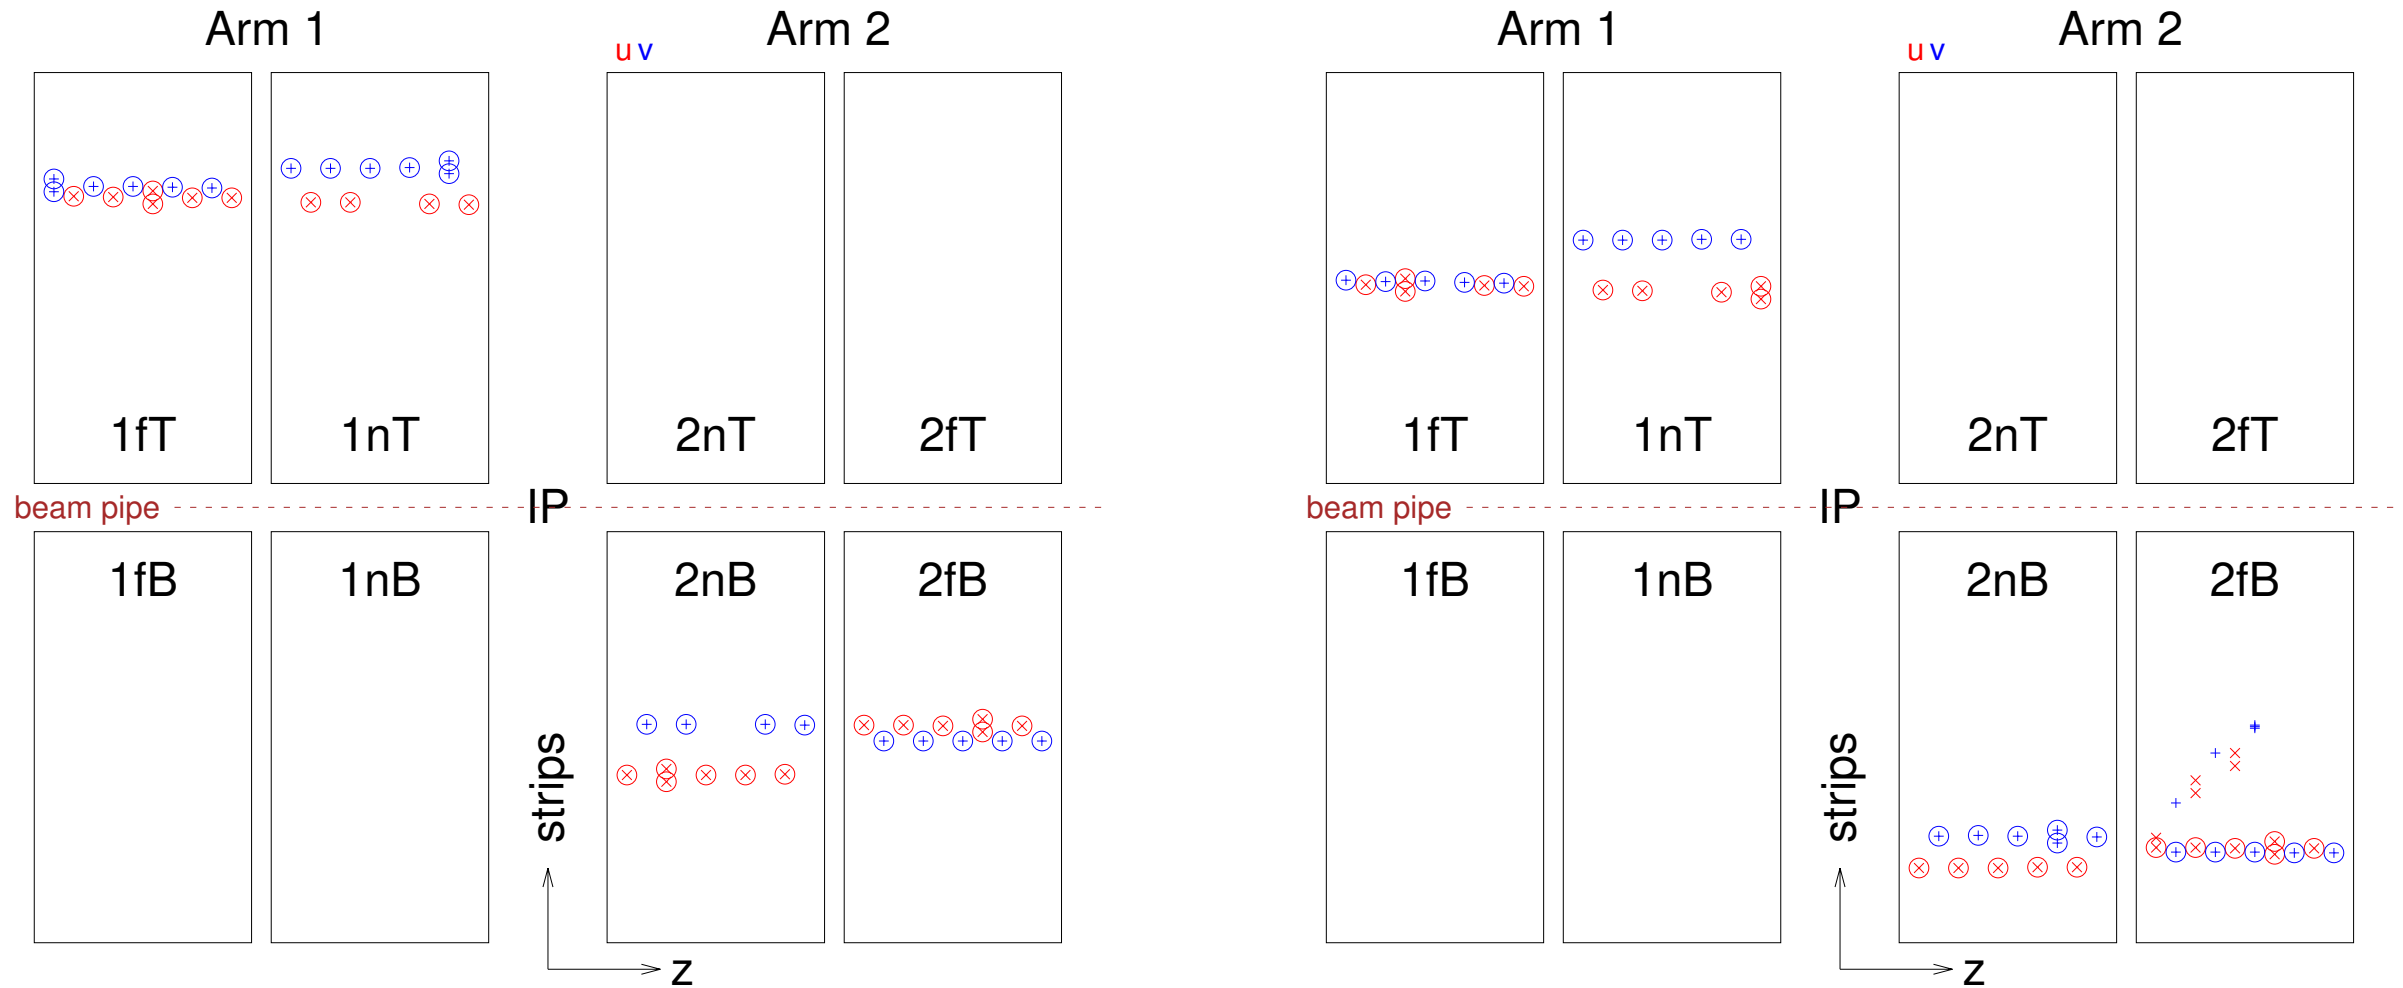 Arm 1
Arm 2
u v
1fT
1nT
2nT
2fT
beam pipe
IP
1fB
1nB
2nB
2fB
strips
z
Arm 1
Arm 2
u v
1fT
1nT
2nT
2fT
beam pipe
IP
1fB
1nB
2nB
2fB
strips
z